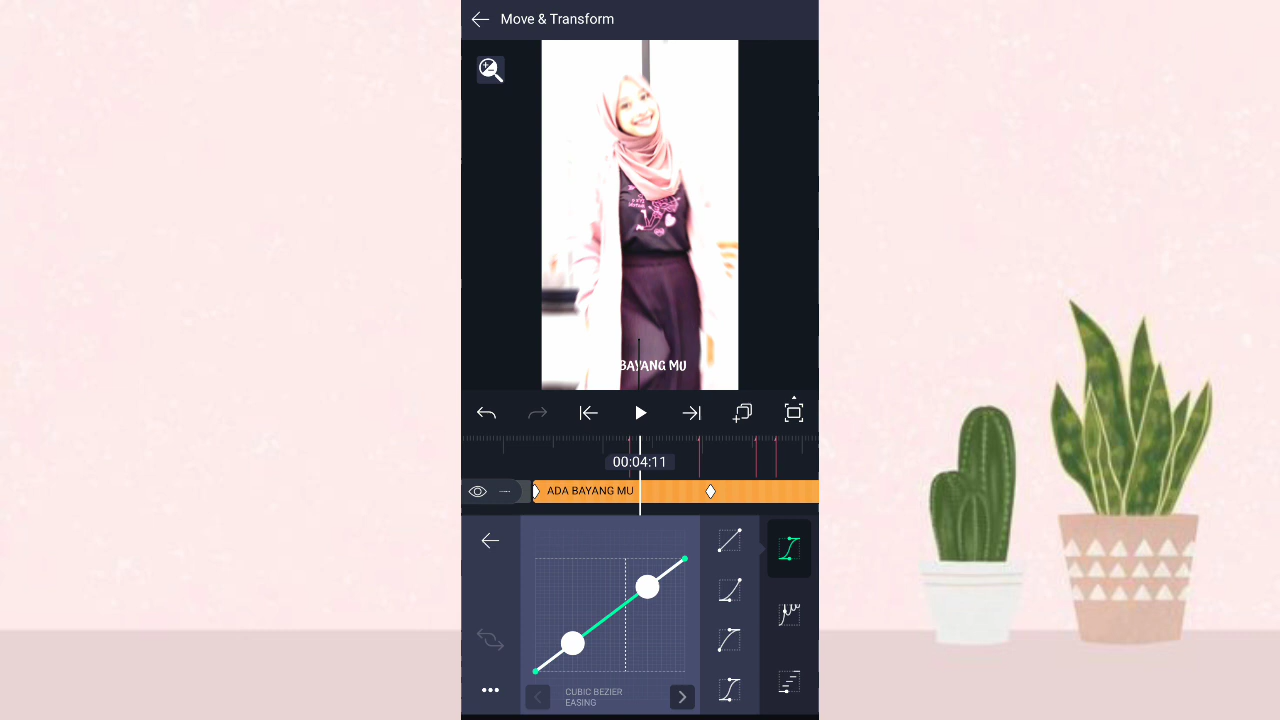 Move & Transform
BAYANG MU
00:04:11
ADA BAYANG MU
CUBIC BEZIER
EASING